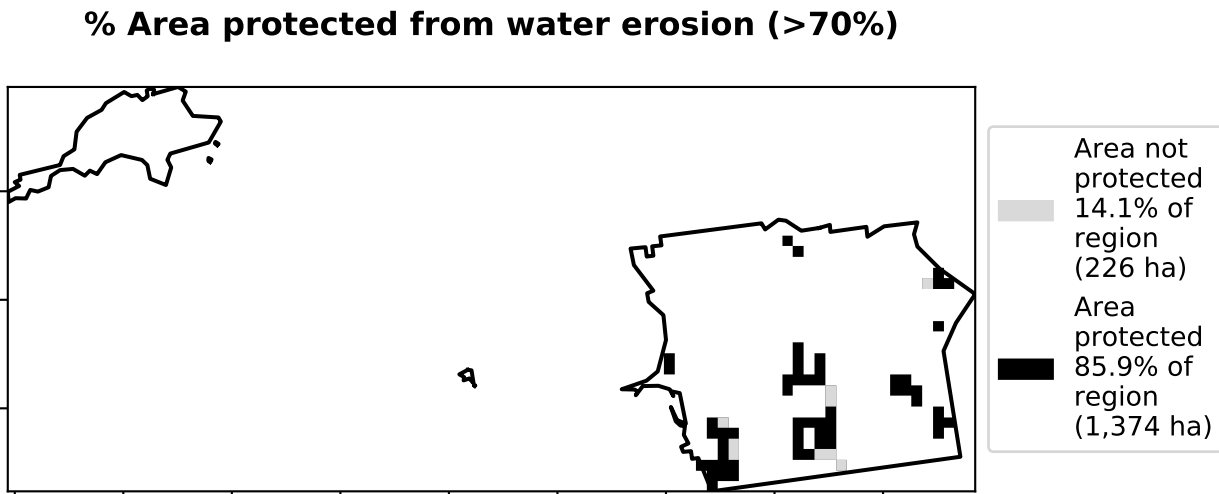 % Area protected from water erosion (>70%)
Area not
protected
14.1% of
region
(226 ha)
Area
protected
85.9% of
region
(1,374 ha)